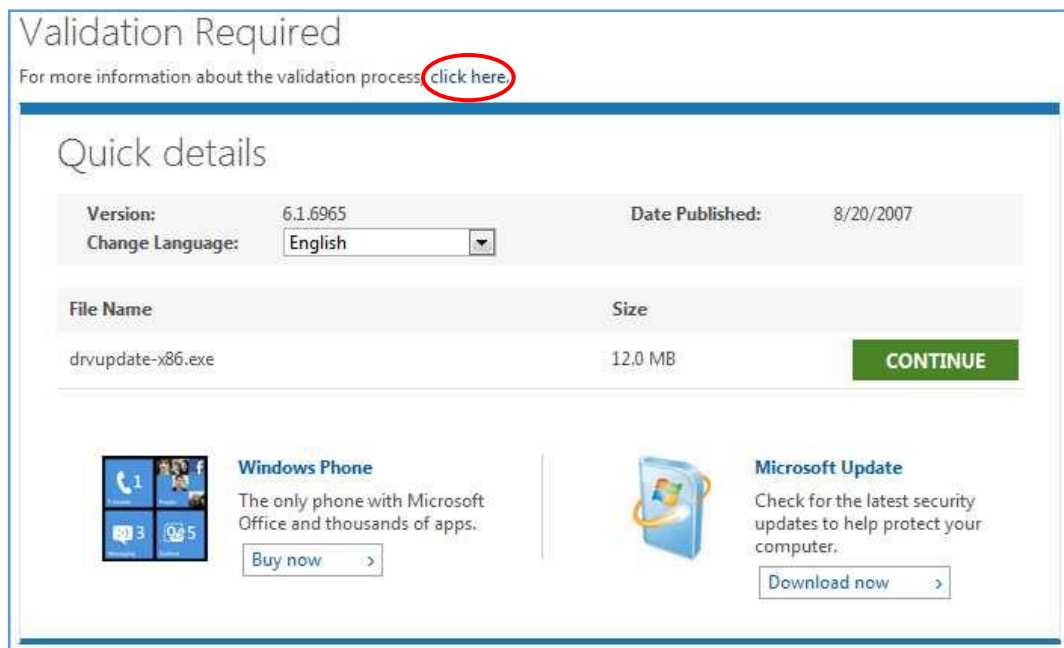 Validation Required
For more information about the validation process, click here.
Quick details
Version: 6.1.6965 Date Published: 8/20/2007
Change Language: English
File Name Size
drvupdate-x86.exe 12.0 MB CONTINUE
Windows Phone
The only phone with Microsoft
Office and thousands of apps.
Buy now >
Microsoft Update
Check for the latest security
updates to help protect your
computer.
Download now >
1
3
5